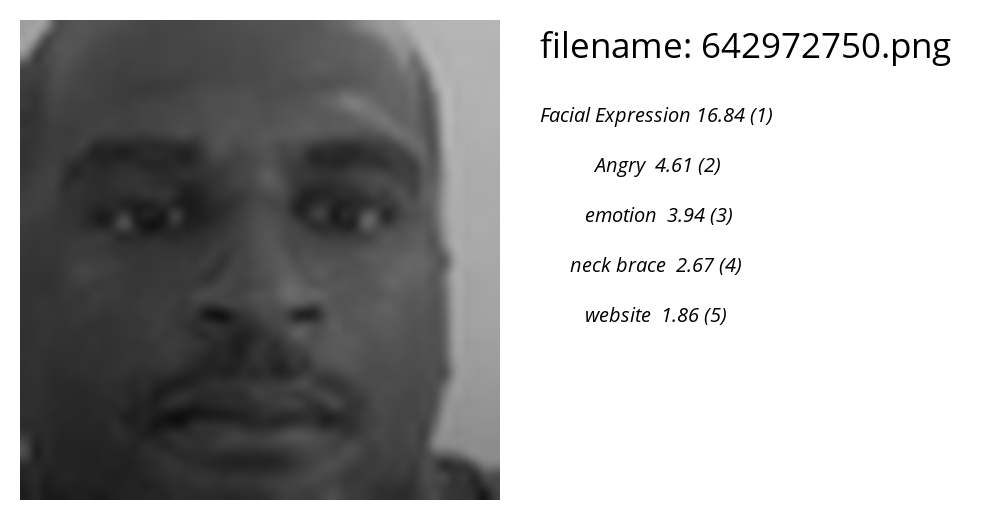 filename: 642972750.png
Facial Expression 16.84 (1)
Angry 4.61 (2)
emotion 3.94 (3)
neck brace 2.67 (4)
website 1.86 (5)